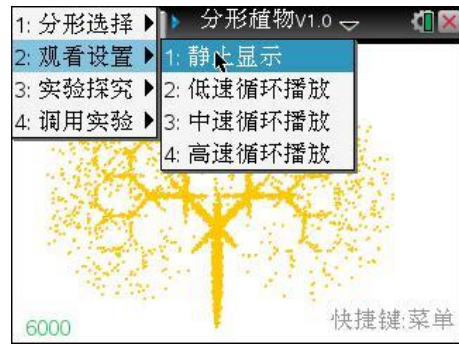 分形植物V1.0
1: 分形选择
2: 观看设置
3: 实验探究
4: 调用实验
1: 静止显示
2: 低速循环播放
3: 中速循环播放
4: 高速循环播放
6000
快捷键:菜单